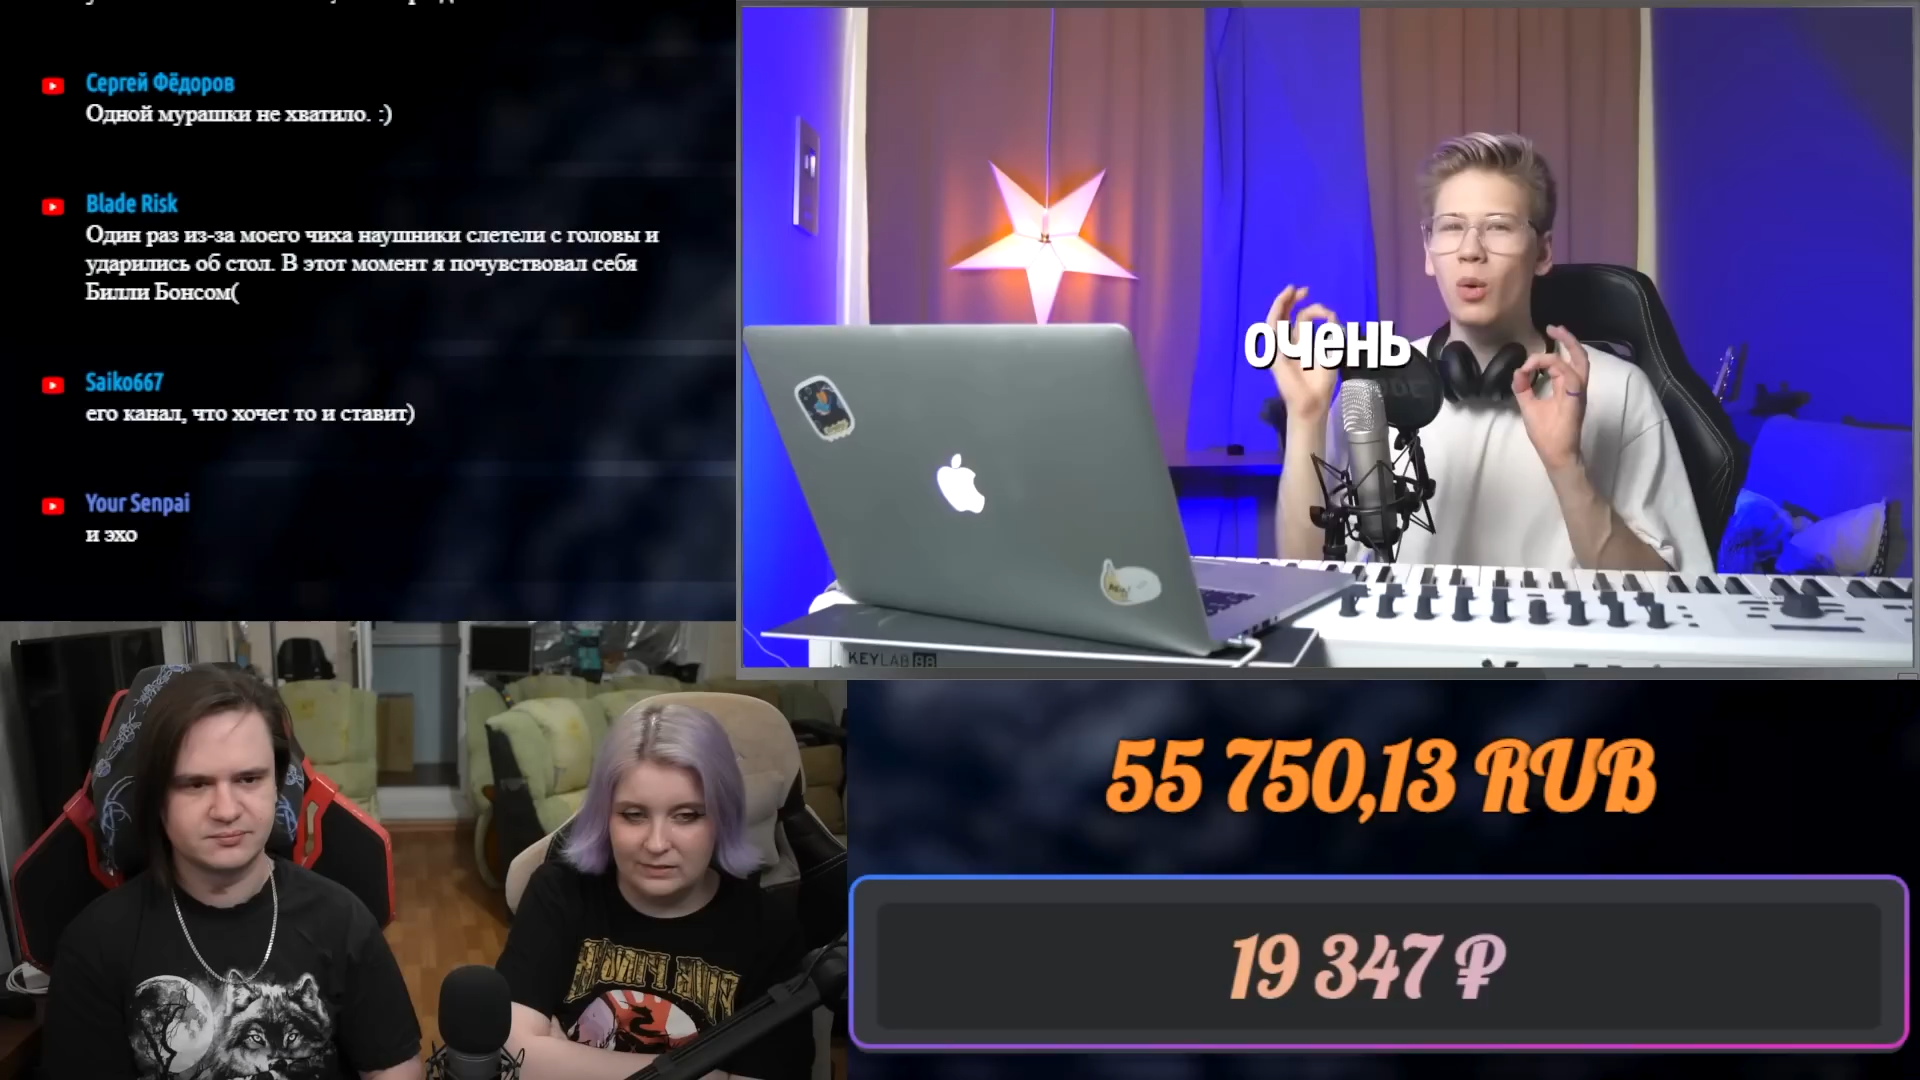 Сергей Фёдоров
Одной мурашки не хватило. :)
Blade Risk
Один раз из-за моего чиха наушники слетели с головы и
ударились об стол. В этот момент я почувствовал себя
Билли Бонсом(
Saiko667
его канал, что хочет то и ставит)
Your Senpai
и эхо
очень
KEYLAB 88
55 750,13 RUB
19 347 ₽